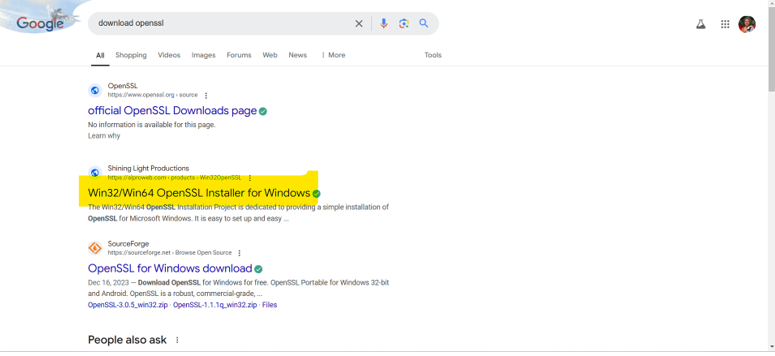 Google
download openssl
All Shopping Videos Images Forums Web News More Tools
OpenSSL
https://www.openssl.org › source
official OpenSSL Downloads page
No information is available for this page.
Learn why
Shining Light Productions
https://slproweb.com › products › Win32OpenSSL
Win32/Win64 OpenSSL Installer for Windows
The Win32/Win64 OpenSSL Installation Project is dedicated to providing a simple installation of
OpenSSL for Microsoft Windows. It is easy to set up and easy ...
SourceForge
https://sourceforge.net › Browse Open Source
OpenSSL for Windows download
Dec 16, 2023 — Download OpenSSL for Windows for free. OpenSSL Portable for Windows 32-bit
and Android. OpenSSL is a robust, commercial-grade, ...
OpenSSL-3.0.5_win32.zip · OpenSSL-1.1.1q_win32.zip · Files
People also ask